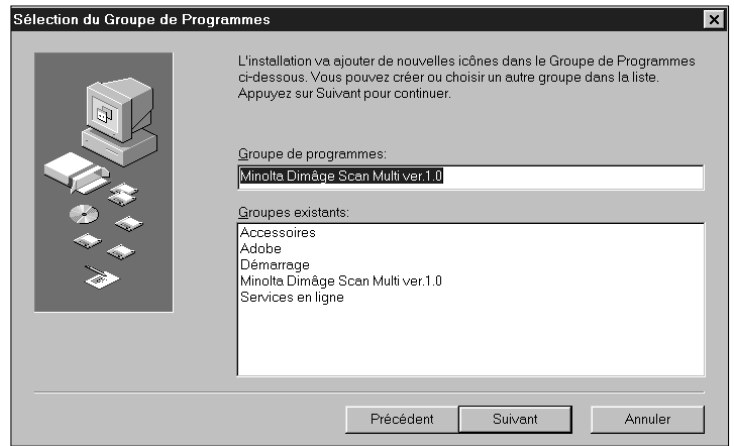 Sélection du Groupe de Programmes
L'installation va ajouter de nouvelles icônes dans le Groupe de Programmes
ci-dessous. Vous pouvez créer ou choisir un autre groupe dans la liste.
Appuyez sur Suivant pour continuer.
Groupe de programmes:
Minolta Dimâge Scan Multi ver.1.0
Groupes existants:
Accessoires
Adobe
Démarrage
Minolta Dimâge Scan Multi ver.1.0
Services en ligne
Précédent
Suivant
Annuler